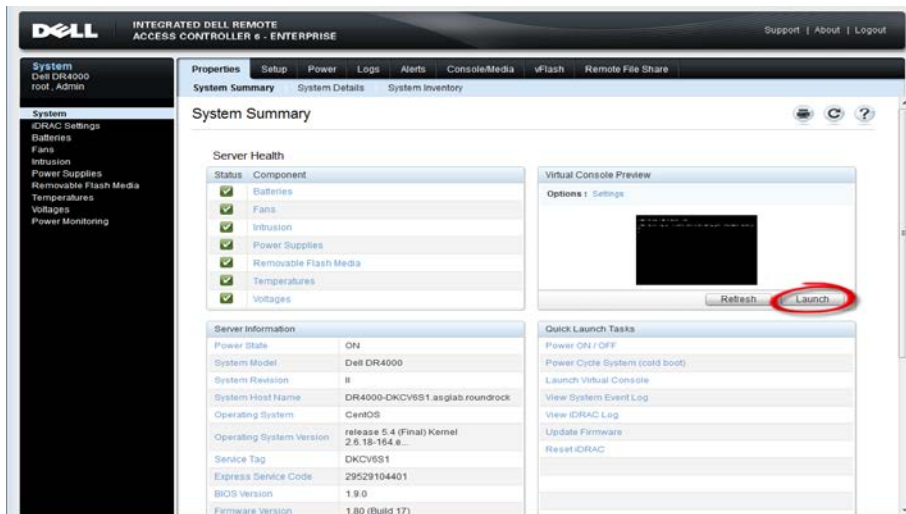 DELL
INTEGRATED DELL REMOTE
ACCESS CONTROLLER 6 - ENTERPRISE
Support | About | Logout
System
Dell DR4000
root , Admin
System
iDRAC Settings
Batteries
Fans
Intrusion
Power Supplies
Removable Flash Media
Temperatures
Voltages
Power Monitoring
Properties Setup Power Logs Alerts Console/Media vFlash Remote File Share
System Summary System Details System Inventory
System Summary
Server Health
Status Component
Batteries
Fans
Intrusion
Power Supplies
Removable Flash Media
Temperatures
Voltages
Virtual Console Preview
Options : Settings
Refresh Launch
Server Information
Power State ON
System Model Dell DR4000
System Revision II
System Host Name DR4000-DKCV6S1.asglab.roundrock
Operating System CentOS
Operating System Version release 5.4 (Final) Kernel
2.6.18-164.e...
Service Tag DKCV6S1
Express Service Code 29529104401
BIOS Version 1.9.0
Firmware Version 1.80 (Build 17)
Quick Launch Tasks
Power ON / OFF
Power Cycle System (cold boot)
Launch Virtual Console
View System Event Log
View iDRAC Log
Update Firmware
Reset iDRAC